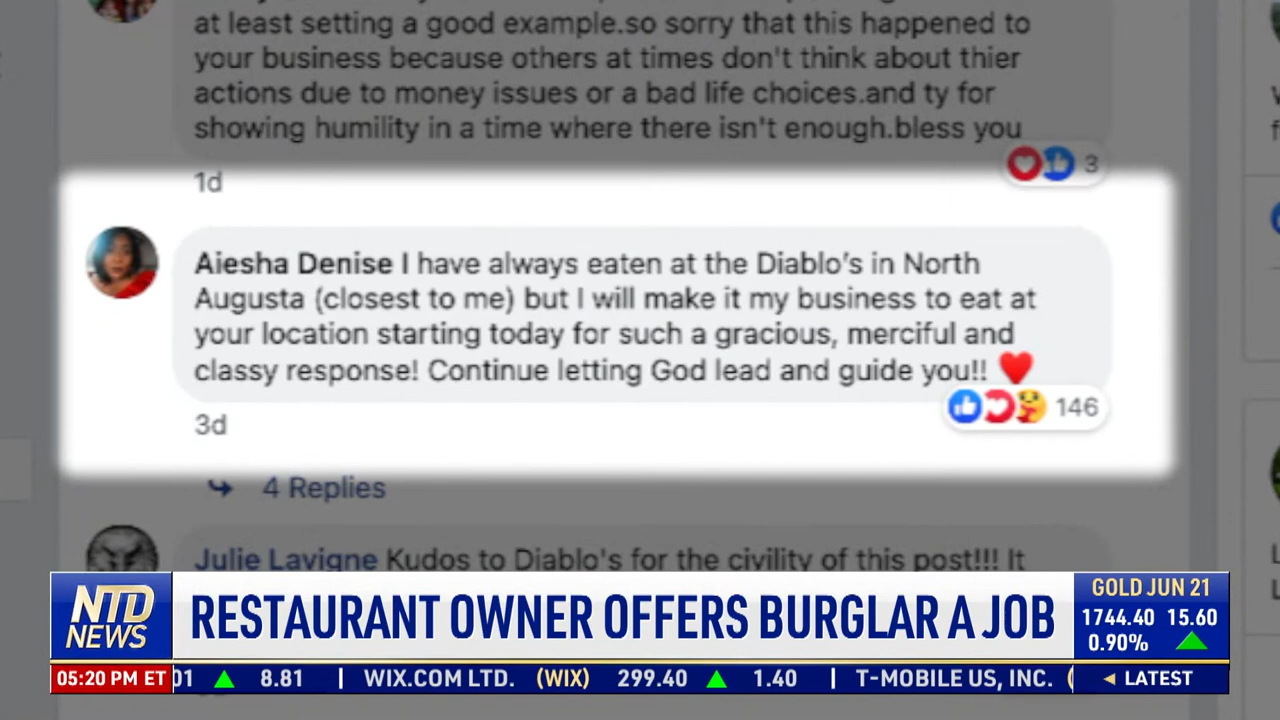 at least setting a good example.so sorry that this happened to
your business because others at times don't think about thier
actions due to money issues or a bad life choices.and ty for
showing humility in a time where there isn't enough.bless you
3
1d
Aiesha Denise I have always eaten at the Diablo's in North
Augusta (closest to me) but I will make it my business to eat at
your location starting today for such a gracious, merciful and
classy response! Continue letting God lead and guide you!! ❤️
146
3d
4 Replies
Julie Lavigne Kudos to Diablo's for the civility of this post!!! It
NTD
NEWS
RESTAURANT OWNER OFFERS BURGLAR A JOB
GOLD JUN 21
1744.40 15.60
0.90%
05:20 PM ET
01 ▲ 8.81 | WIX.COM LTD. (WIX) 299.40 ▲ 1.40 | T-MOBILE US, INC. (
◄ LATEST